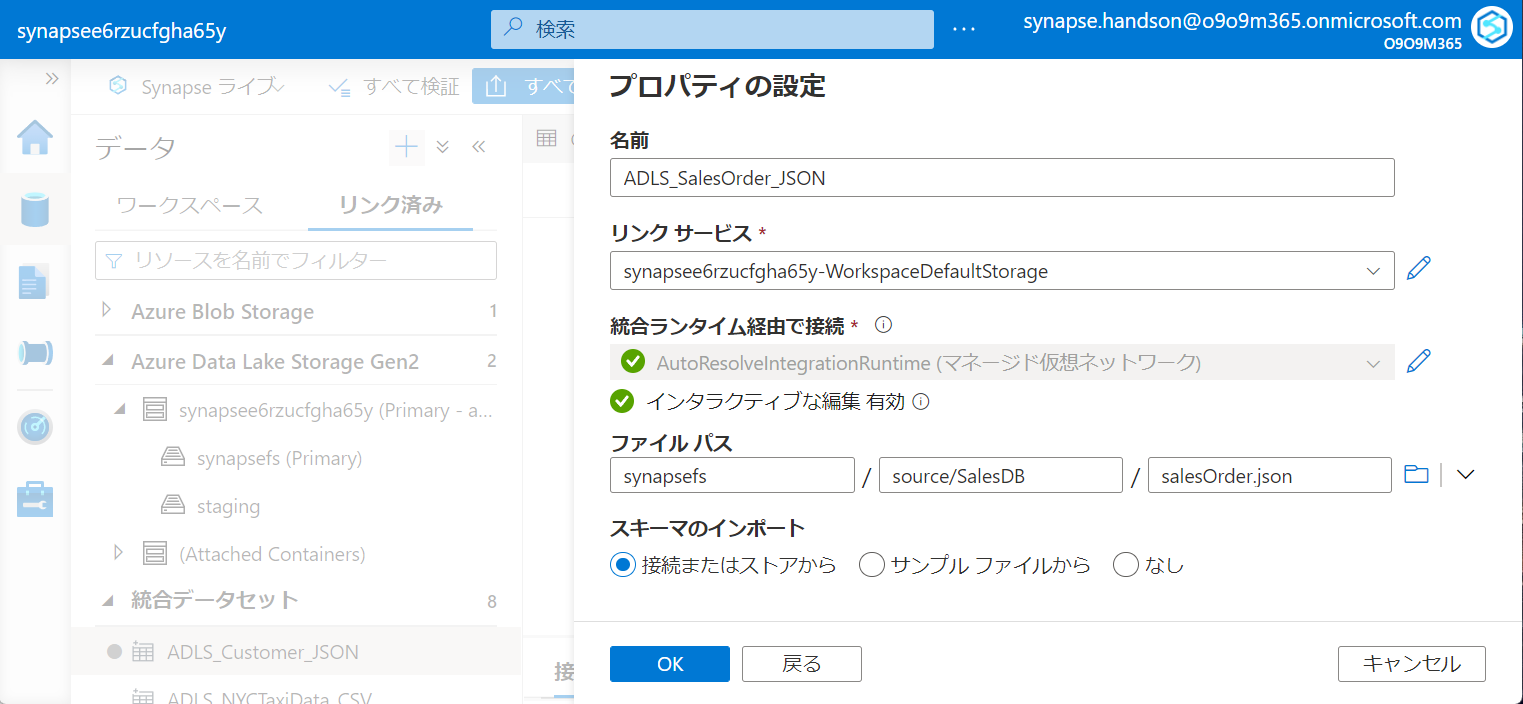 synapsee6rzucfgha65y
検索
synapse.handson@o9o9m365.onmicrosoft.com
O9O9M365
Synapse ライブ
すべて検証
すべて
データ
ワークスペース
リンク済み
リソースを名前でフィルター
Azure Blob Storage 1
Azure Data Lake Storage Gen2 2
synapsee6rzucfgha65y (Primary - a...
synapsefs (Primary)
staging
(Attached Containers)
統合データセット 8
ADLS_Customer_JSON
ADLS_NYCTaxiData_CSV
接
プロパティの設定
名前
ADLS_SalesOrder_JSON
リンク サービス *
synapsee6rzucfgha65y-WorkspaceDefaultStorage
統合ランタイム経由で接続 *
AutoResolveIntegrationRuntime (マネージド仮想ネットワーク)
インタラクティブな編集 有効
ファイル パス
synapsefs / source/SalesDB / salesOrder.json
スキーマのインポート
接続またはストアから サンプル ファイルから なし
OK 戻る キャンセル